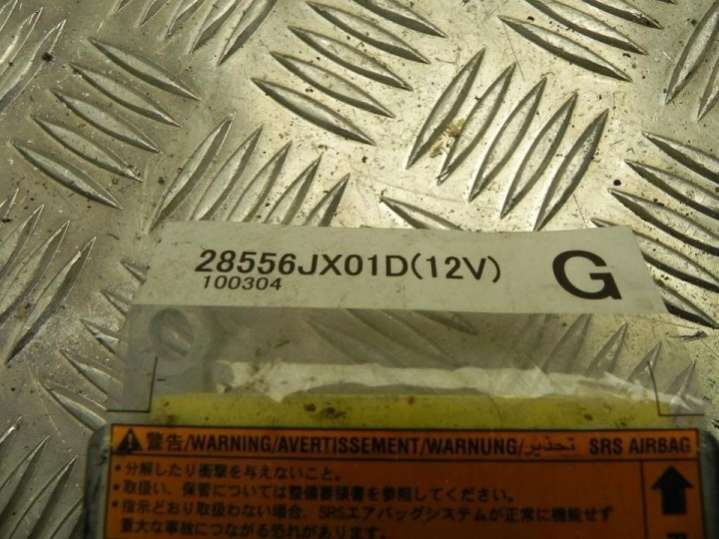 28556JX01D(12V) G
100304
警告/WARNING/AVERTISSEMENT/WARNUNG/تحذير SRS AIRBAG
・分解したり衝撃を与えないこと。
・取扱い、保管については整備要領書を参照してください。
・指示どおり取扱わない場合、SRSエアバッグシステムが正常に機能せず
重大な事故につながる恐れがあります。